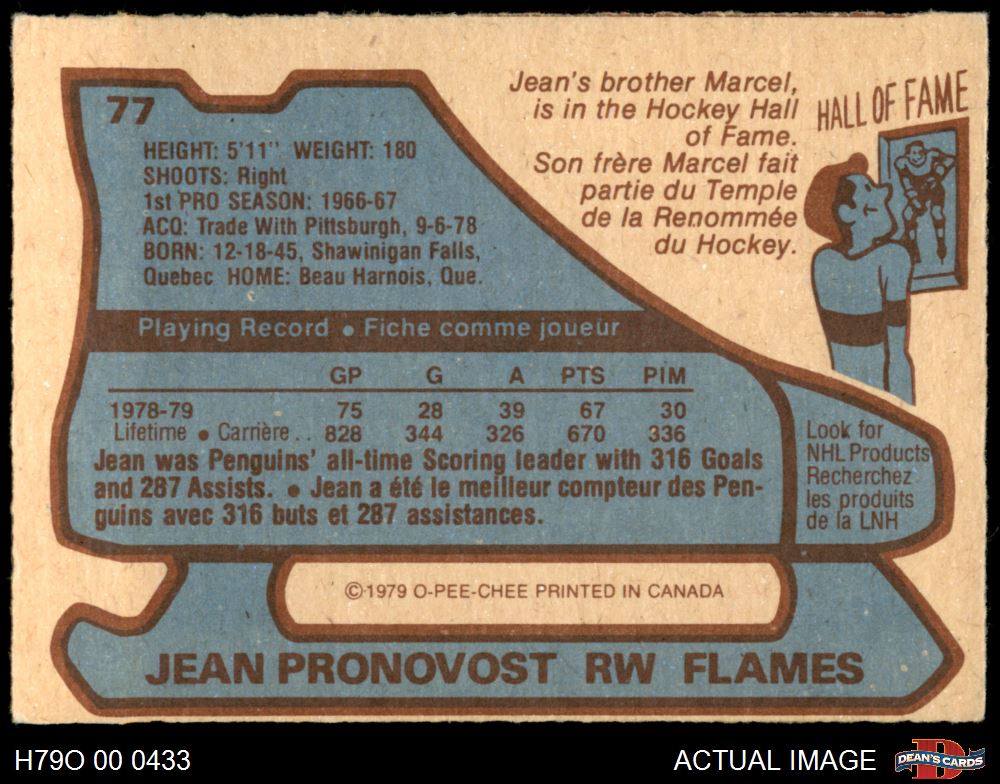 77
HEIGHT: 5'11" WEIGHT: 180
SHOOTS: Right
1st PRO SEASON: 1966-67
ACQ: Trade With Pittsburgh, 9-6-78
BORN: 12-18-45, Shawinigan Falls,
Quebec HOME: Beau Harnois, Que.
Jean's brother Marcel,
is in the Hockey Hall
of Fame.
Son frère Marcel fait
partie du Temple
de la Renommée
du Hockey.
HALL OF FAME
Playing Record • Fiche comme joueur
GP G A PTS PIM
1978-79 75 28 39 67 30
Lifetime • Carrière . . 828 344 326 670 336
Jean was Penguins' all-time Scoring leader with 316 Goals
and 287 Assists. • Jean a été le meilleur compteur des Pen-
guins avec 316 buts et 287 assistances.
Look for
NHL Products
Recherchez
les produits
de la LNH
©1979 O-PEE-CHEE PRINTED IN CANADA
JEAN PRONOVOST RW FLAMES
H79O 00 0433
ACTUAL IMAGE
D
DEAN'S CARDS